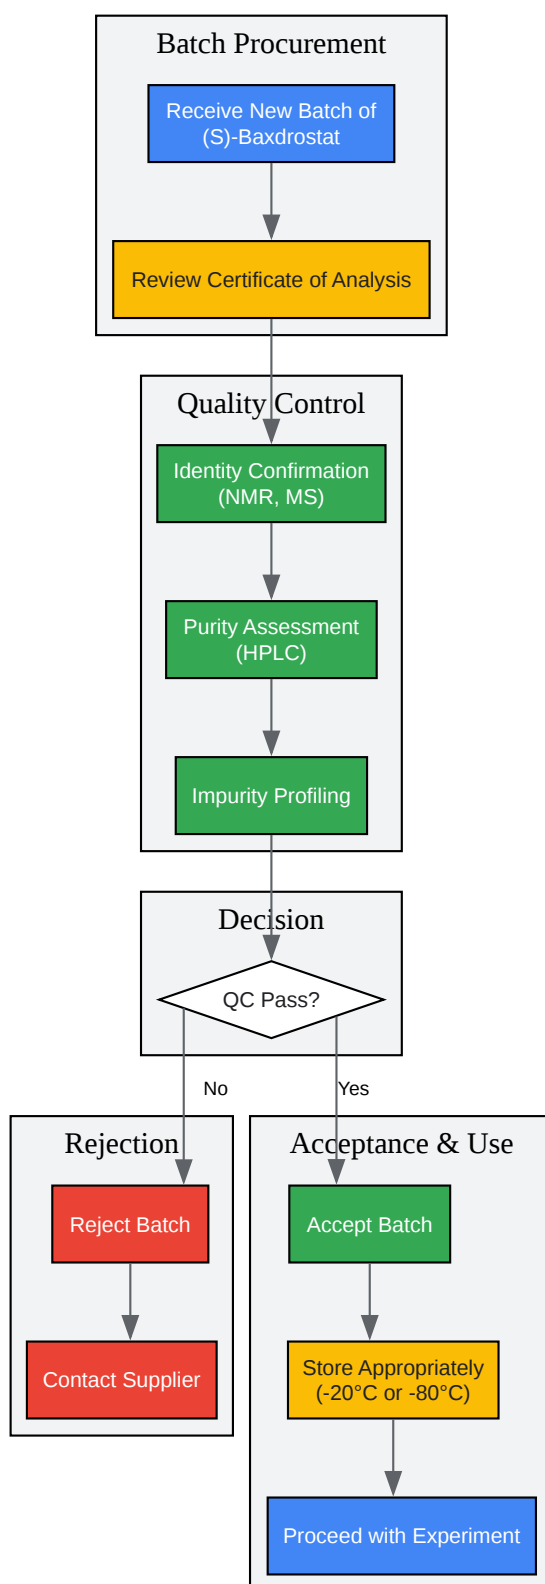 Batch Procurement
Receive New Batch of
(S)-Baxdrostat
Review Certificate of Analysis
Quality Control
Identity Confirmation
(NMR, MS)
Purity Assessment
(HPLC)
Impurity Profiling
Decision
QC Pass?
No
Yes
Rejection
Reject Batch
Contact Supplier
Acceptance & Use
Accept Batch
Store Appropriately
(-20°C or -80°C)
Proceed with Experiment